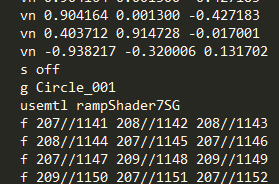 vn 0.904164 0.001300 -0.427183
vn 0.403712 0.914728 -0.017001
vn -0.938217 -0.320006 0.131702
s off
g Circle_001
usemtl rampShader7SG
f 207//1141 208//1142 208//1143
f 208//1144 207//1145 207//1146
f 207//1147 209//1148 209//1149
f 209//1150 207//1151 207//1152